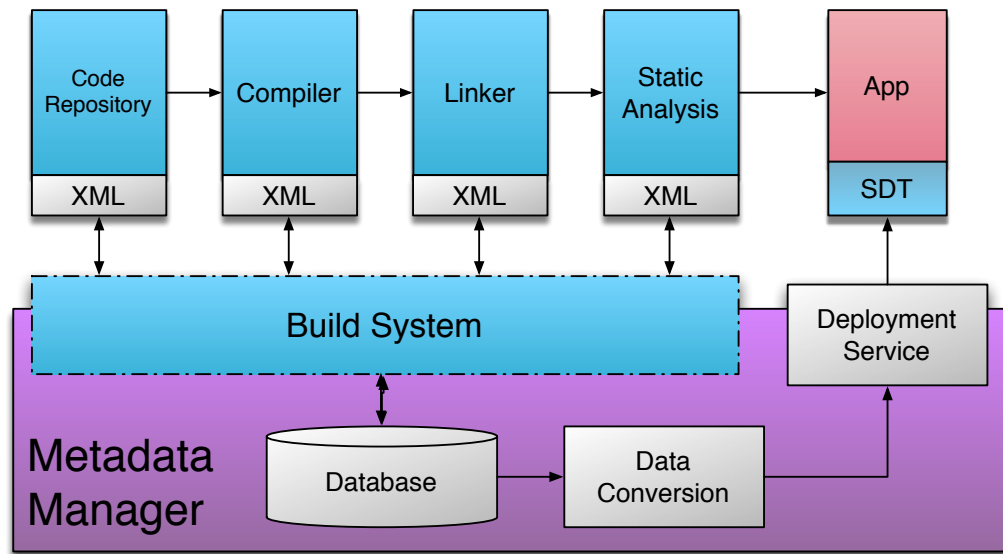 Code
Repository
Compiler
Linker
Static
Analysis
App
XML
XML
XML
XML
SDT
Build System
Deployment
Service
Metadata
Manager
Database
Data
Conversion